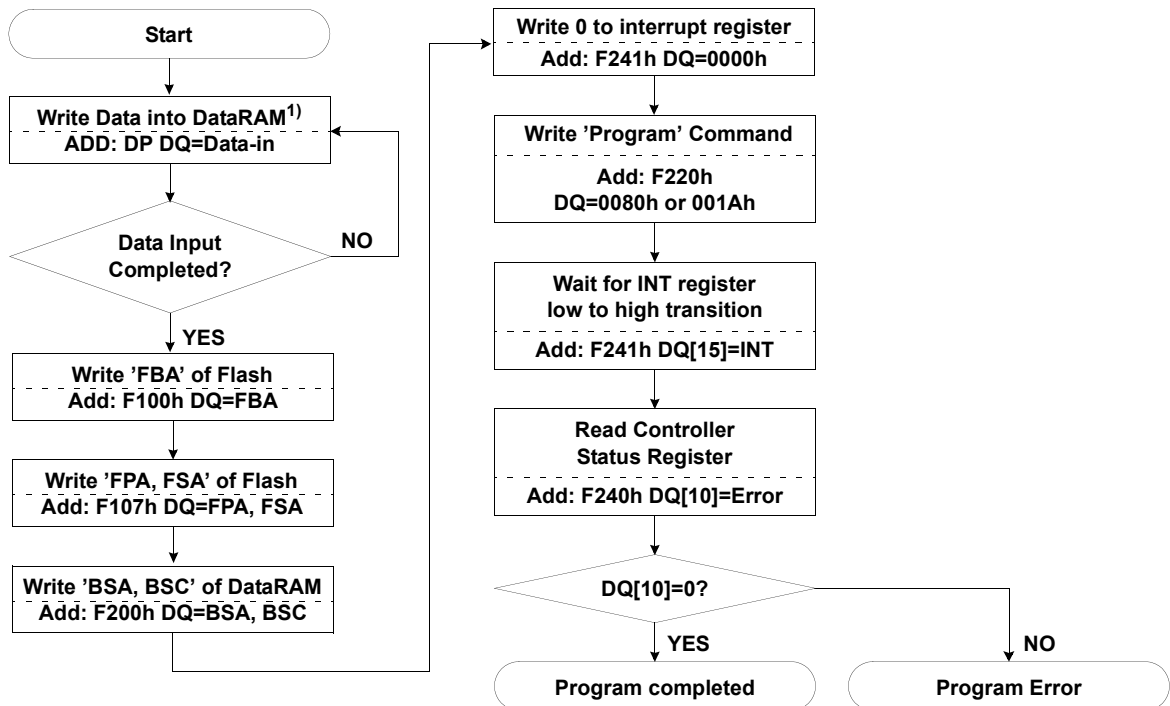 Start
Write Data into DataRAM1)
ADD: DP DQ=Data-in
Data Input
Completed?
NO
YES
Write ’FBA’ of Flash
Add: F100h DQ=FBA
Write ’FPA, FSA’ of Flash
Add: F107h DQ=FPA, FSA
Write ’BSA, BSC’ of DataRAM
Add: F200h DQ=BSA, BSC
Write 0 to interrupt register
Add: F241h DQ=0000h
Write ’Program’ Command
Add: F220h
DQ=0080h or 001Ah
Wait for INT register
low to high transition
Add: F241h DQ[15]=INT
Read Controller
Status Register
Add: F240h DQ[10]=Error
DQ[10]=0?
YES
NO
Program completed
Program Error